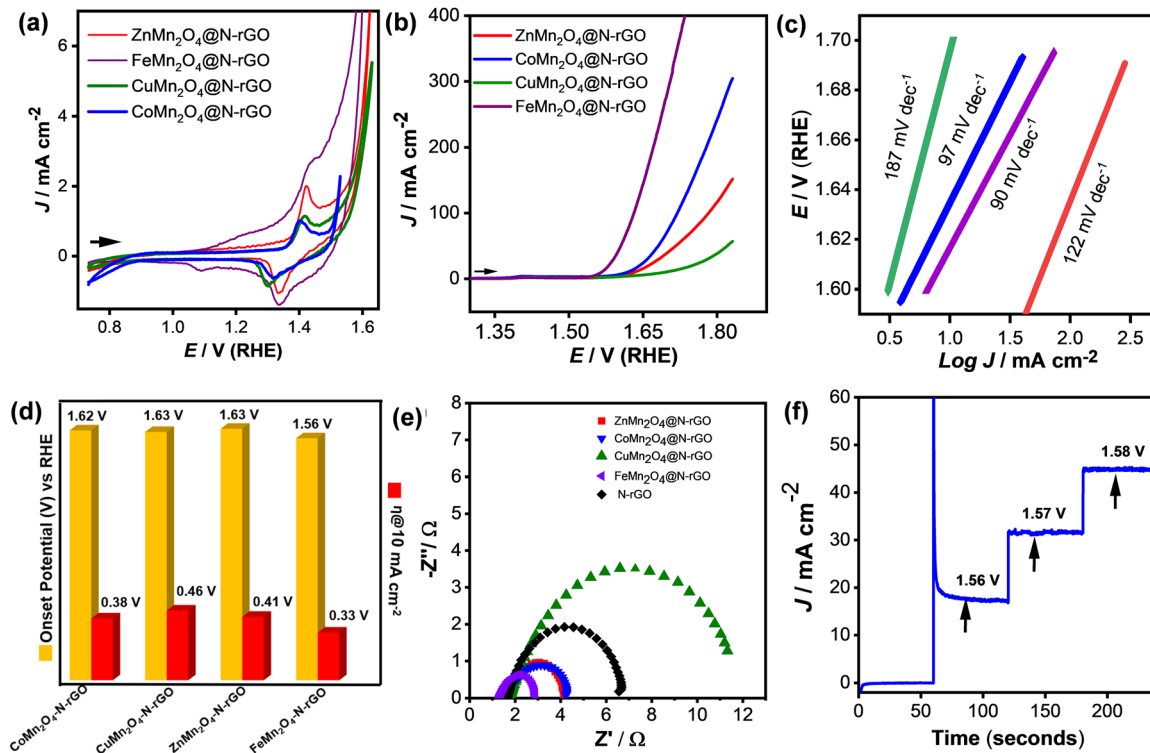 (a)
ZnMn₂O₄@N-rGO
FeMn₂O₄@N-rGO
CuMn₂O₄@N-rGO
CoMn₂O₄@N-rGO
J / mA cm⁻²
6
4
2
0
0.8 1.0 1.2 1.4 1.6
E / V (RHE)
(b)
ZnMn₂O₄@N-rGO
CoMn₂O₄@N-rGO
CuMn₂O₄@N-rGO
FeMn₂O₄@N-rGO
J / mA cm⁻²
400
300
200
100
0
1.35 1.50 1.65 1.80
E / V (RHE)
(c)
E / V (RHE)
1.70
1.68
1.66
1.64
1.62
1.60
187 mV dec⁻¹
97 mV dec⁻¹
90 mV dec⁻¹
122 mV dec⁻¹
0.5 1.0 1.5 2.0 2.5
Log J / mA cm⁻²
(d)
Onset Potential (V) vs RHE
1.62 V
1.63 V
1.63 V
1.56 V
0.38 V
0.46 V
0.41 V
0.33 V
η@10 mA cm⁻²
CoMn₂O₄-N-rGO
CuMn₂O₄-N-rGO
ZnMn₂O₄-N-rGO
FeMn₂O₄-N-rGO
(e)
ZnMn₂O₄@N-rGO
CoMn₂O₄@N-rGO
CuMn₂O₄@N-rGO
FeMn₂O₄@N-rGO
N-rGO
-Z''/ Ω
8
7
6
5
4
3
2
1
0
0 2 4 6 8 10 12
Z' / Ω
(f)
J / mA cm⁻²
60
50
40
30
20
10
0
1.56 V
1.57 V
1.58 V
0 50 100 150 200
Time (seconds)